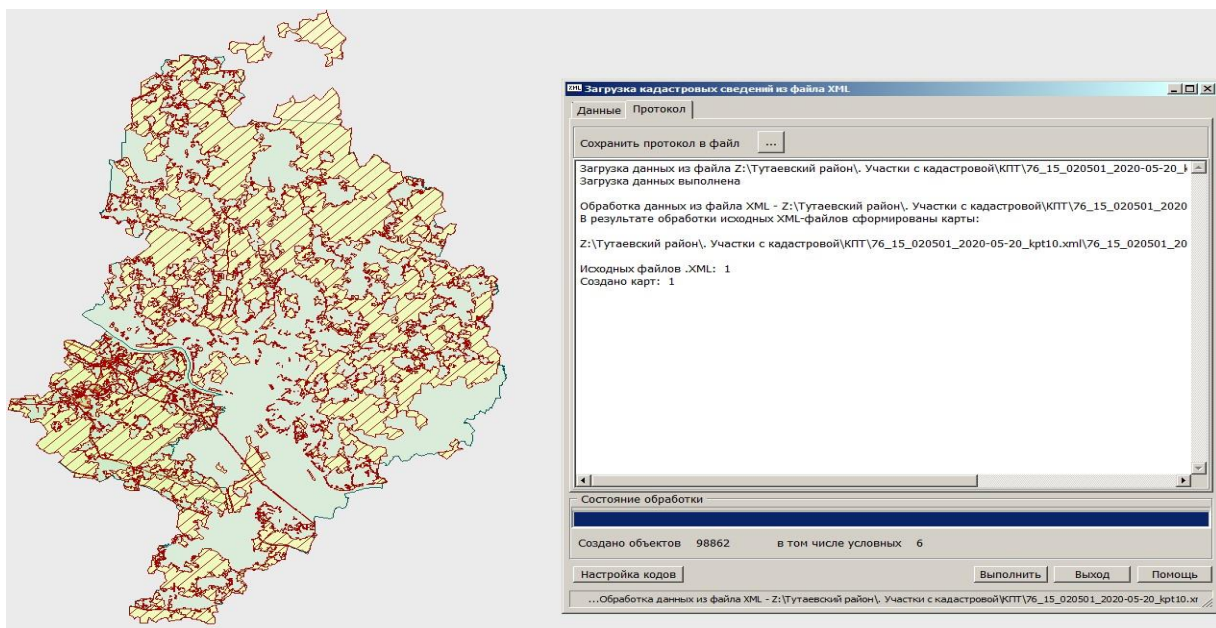 XML Загрузка кадастровых сведений из файла XML
Данные Протокол
Сохранить протокол в файл ...
Загрузка данных из файла Z:\Тутаевский район\. Участки с кадастровой\КПТ\76_15_020501_2020-05-20_k
Загрузка данных выполнена
Обработка данных из файла XML - Z:\Тутаевский район\. Участки с кадастровой\КПТ\76_15_020501_2020
В результате обработки исходных XML-файлов сформированы карты:
Z:\Тутаевский район\. Участки с кадастровой\КПТ\76_15_020501_2020-05-20_kpt10.xml\76_15_020501_20
Исходных файлов .XML: 1
Создано карт: 1
Состояние обработки
Создано объектов 98862 в том числе условных 6
Настройка кодов Выполнить Выход Помощь
...Обработка данных из файла XML - Z:\Тутаевский район\. Участки с кадастровой\КПТ\76_15_020501_2020-05-20_kpt10.xr